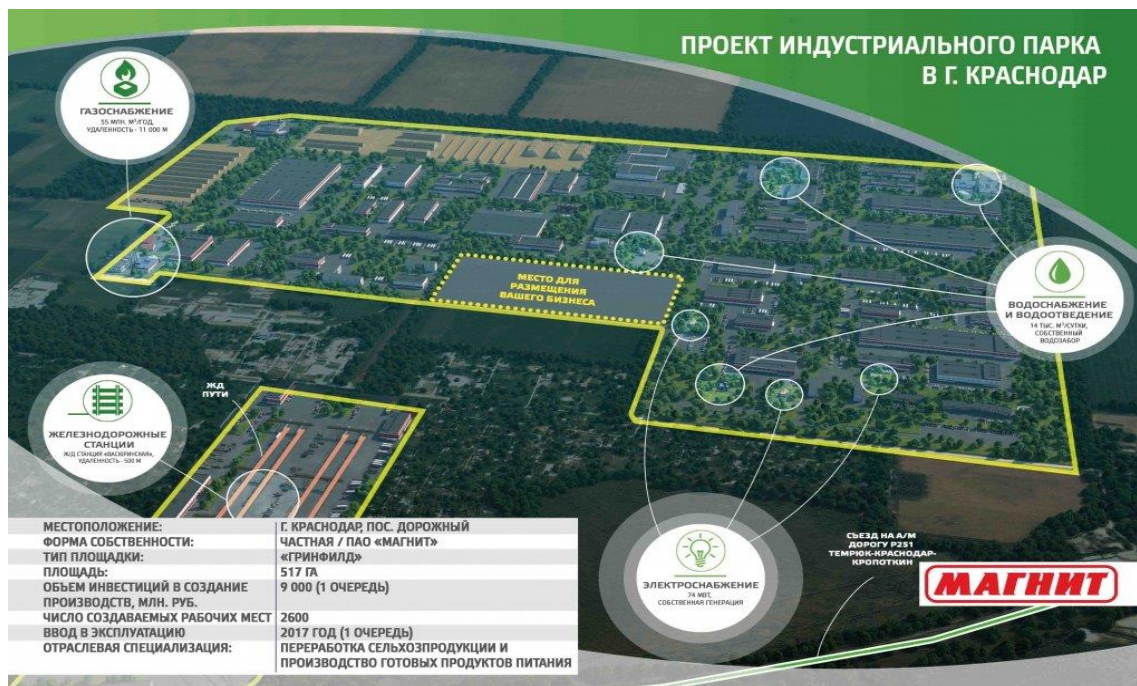 ПРОЕКТ ИНДУСТРИАЛЬНОГО ПАРКА
В Г. КРАСНОДАР
ГАЗОСНАБЖЕНИЕ
55 МЛН. М³/ГОД,
УДАЛЕННОСТЬ - 11 000 М
МЕСТО ДЛЯ
РАЗМЕЩЕНИЯ
ВАШЕГО БИЗНЕСА
ВОДОСНАБЖЕНИЕ
И ВОДООТВЕДЕНИЕ
14 ТЫС. М³/СУТКИ,
СОБСТВЕННЫЙ
ВОДОЗАБОР
ЖД
ПУТИ
ЖЕЛЕЗНОДОРОЖНЫЕ
СТАНЦИИ
Ж/Д СТАНЦИЯ «ВАСЮРИНСКАЯ»,
УДАЛЕННОСТЬ - 500 М
МЕСТОПОЛОЖЕНИЕ: Г. КРАСНОДАР, ПОС. ДОРОЖНЫЙ
ФОРМА СОБСТВЕННОСТИ: ЧАСТНАЯ / ПАО «МАГНИТ»
ТИП ПЛОЩАДКИ: «ГРИНФИЛД»
ПЛОЩАДЬ: 517 ГА
ОБЪЕМ ИНВЕСТИЦИЙ В СОЗДАНИЕ 9 000 (1 ОЧЕРЕДЬ)
ПРОИЗВОДСТВ, МЛН. РУБ.
ЧИСЛО СОЗДАВАЕМЫХ РАБОЧИХ МЕСТ 2600
ВВОД В ЭКСПЛУАТАЦИЮ 2017 ГОД (1 ОЧЕРЕДЬ)
ОТРАСЛЕВАЯ СПЕЦИАЛИЗАЦИЯ: ПЕРЕРАБОТКА СЕЛЬХОЗПРОДУКЦИИ И
ПРОИЗВОДСТВО ГОТОВЫХ ПРОДУКТОВ ПИТАНИЯ
ЭЛЕКТРОСНАБЖЕНИЕ
74 МВТ,
СОБСТВЕННАЯ ГЕНЕРАЦИЯ
СЪЕЗД НА А/М
ДОРОГУ Р251
ТЕМРЮК-КРАСНОДАР-
КРОПОТКИН
МАГНИТ